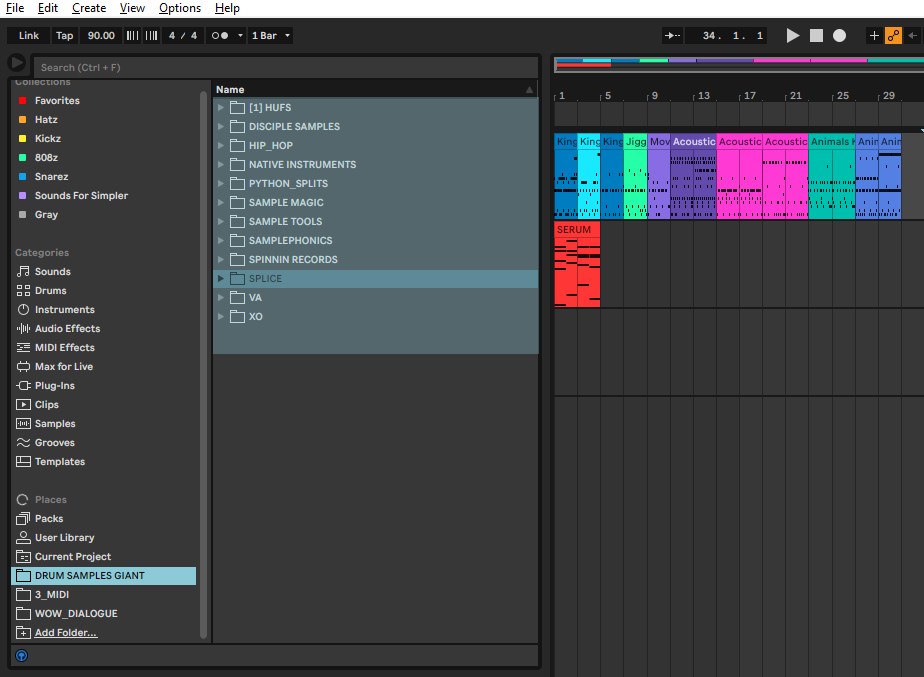 File Edit Create View Options Help
Link Tap 90.00 4 / 4 1 Bar 34. 1. 1
Search (Ctrl + F)
Collections
Favorites
Hatz
Kickz
808z
Snarez
Sounds For Simpler
Gray
Categories
Sounds
Drums
Instruments
Audio Effects
MIDI Effects
Max for Live
Plug-Ins
Clips
Samples
Grooves
Templates
Places
Packs
User Library
Current Project
DRUM SAMPLES GIANT
3_MIDI
WOW_DIALOGUE
Add Folder...
Name
[1] HUFS
DISCIPLE SAMPLES
HIP_HOP
NATIVE INSTRUMENTS
PYTHON_SPLITS
SAMPLE MAGIC
SAMPLE TOOLS
SAMPLEPHONICS
SPINNIN RECORDS
SPLICE
VA
XO
1 5 9 13 17 21 25 29
King King King Jigg Mov Acoustic Acoustic Acoustic Animals Anim Anim
SERUM